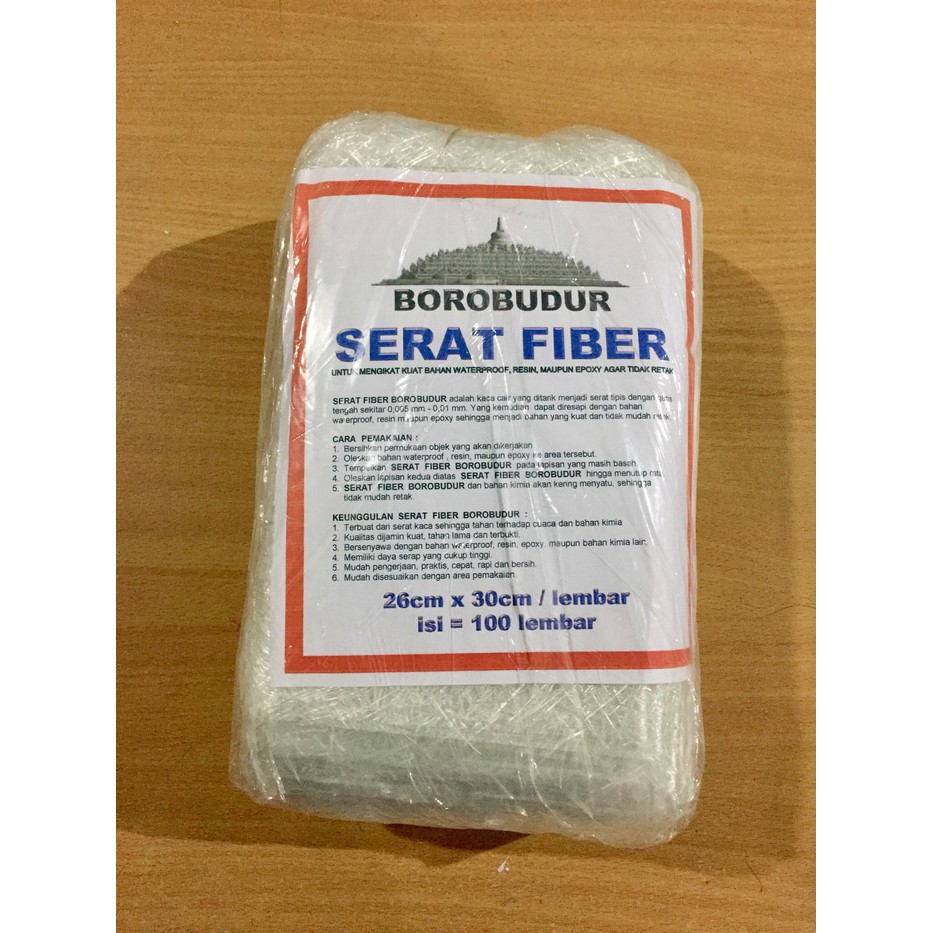 BOROBUDUR
SERAT FIBER
UNTUK MENGIKAT KUAT BAHAN WATERPROOF, RESIN, MAUPUN EPOXY AGAR TIDAK RETAK
SERAT FIBER BOROBUDUR adalah kaca cair yang ditarik menjadi serat tipis dengan
tengah sekitar 0,005 mm - 0,01 mm. Yang kemudian dapat diresapi dengan bahan
waterproof, resin maupun epoxy sehingga menjadi bahan yang kuat dan tidak mudah retak.
CARA PEMAKAIAN :
1. Bersihkan permukaan objek yang akan dikerjakan.
2. Oleskan bahan waterproof , resin, maupun epoxy ke area tersebut.
3. Tempelkan SERAT FIBER BOROBUDUR pada lapisan yang masih basah.
4. Oleskan lapisan kedua diatas SERAT FIBER BOROBUDUR hingga menutup rata
5. SERAT FIBER BOROBUDUR dan bahan kimia akan kering menyatu, sehingga
tidak mudah retak.
KEUNGGULAN SERAT FIBER BOROBUDUR :
1. Terbuat dari serat kaca sehingga tahan terhadap cuaca dan bahan kimia
2. Kualitas dijamin kuat, tahan lama dan terbukti.
3. Bersenyawa dengan bahan waterproof, resin, epoxy, maupun bahan kimia lain.
4. Memiliki daya serap yang cukup tinggi.
5. Mudah pengerjaan, praktis, cepat, rapi dan bersih.
6. Mudah disesuaikan dengan area pemakaian.
26cm x 30cm / lembar
isi = 100 lembar